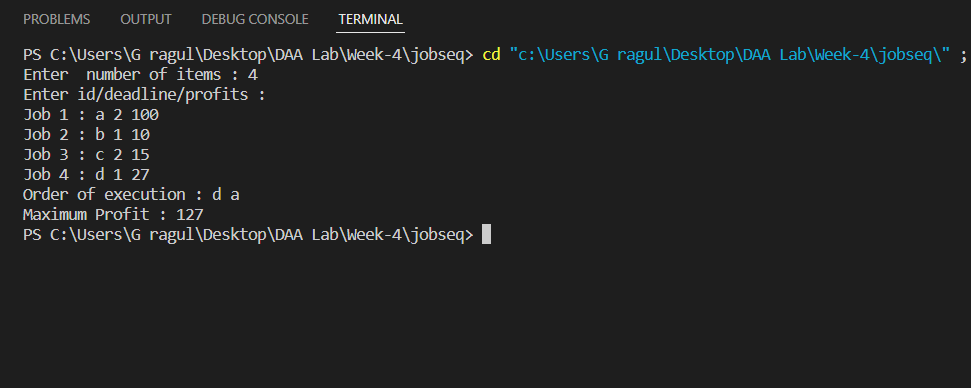 PROBLEMS OUTPUT DEBUG CONSOLE TERMINAL
PS C:\Users\G ragul\Desktop\DAA Lab\Week-4\jobseq> cd "c:\Users\G ragul\Desktop\DAA Lab\Week-4\jobseq\" ;
Enter  number of items : 4
Enter id/deadline/profits :
Job 1 : a 2 100
Job 2 : b 1 10
Job 3 : c 2 15
Job 4 : d 1 27
Order of execution : d a
Maximum Profit : 127
PS C:\Users\G ragul\Desktop\DAA Lab\Week-4\jobseq>